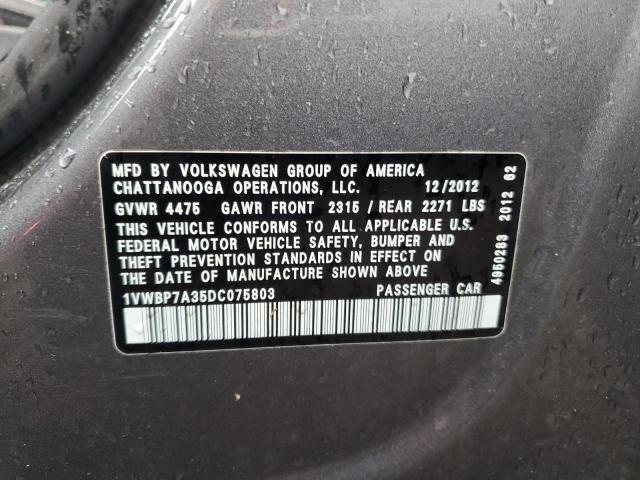 MFD BY VOLKSWAGEN GROUP OF AMERICA
CHATTANOOGA OPERATIONS, LLC. 12/2012
GVWR 4475 GAWR FRONT 2315 / REAR 2271 LBS
THIS VEHICLE CONFORMS TO ALL APPLICABLE U.S.
FEDERAL MOTOR VEHICLE SAFETY, BUMPER AND
THEFT PREVENTION STANDARDS IN EFFECT ON
THE DATE OF MANUFACTURE SHOWN ABOVE
1VWBP7A35DC075803 PASSENGER CAR
4950283 2012 62